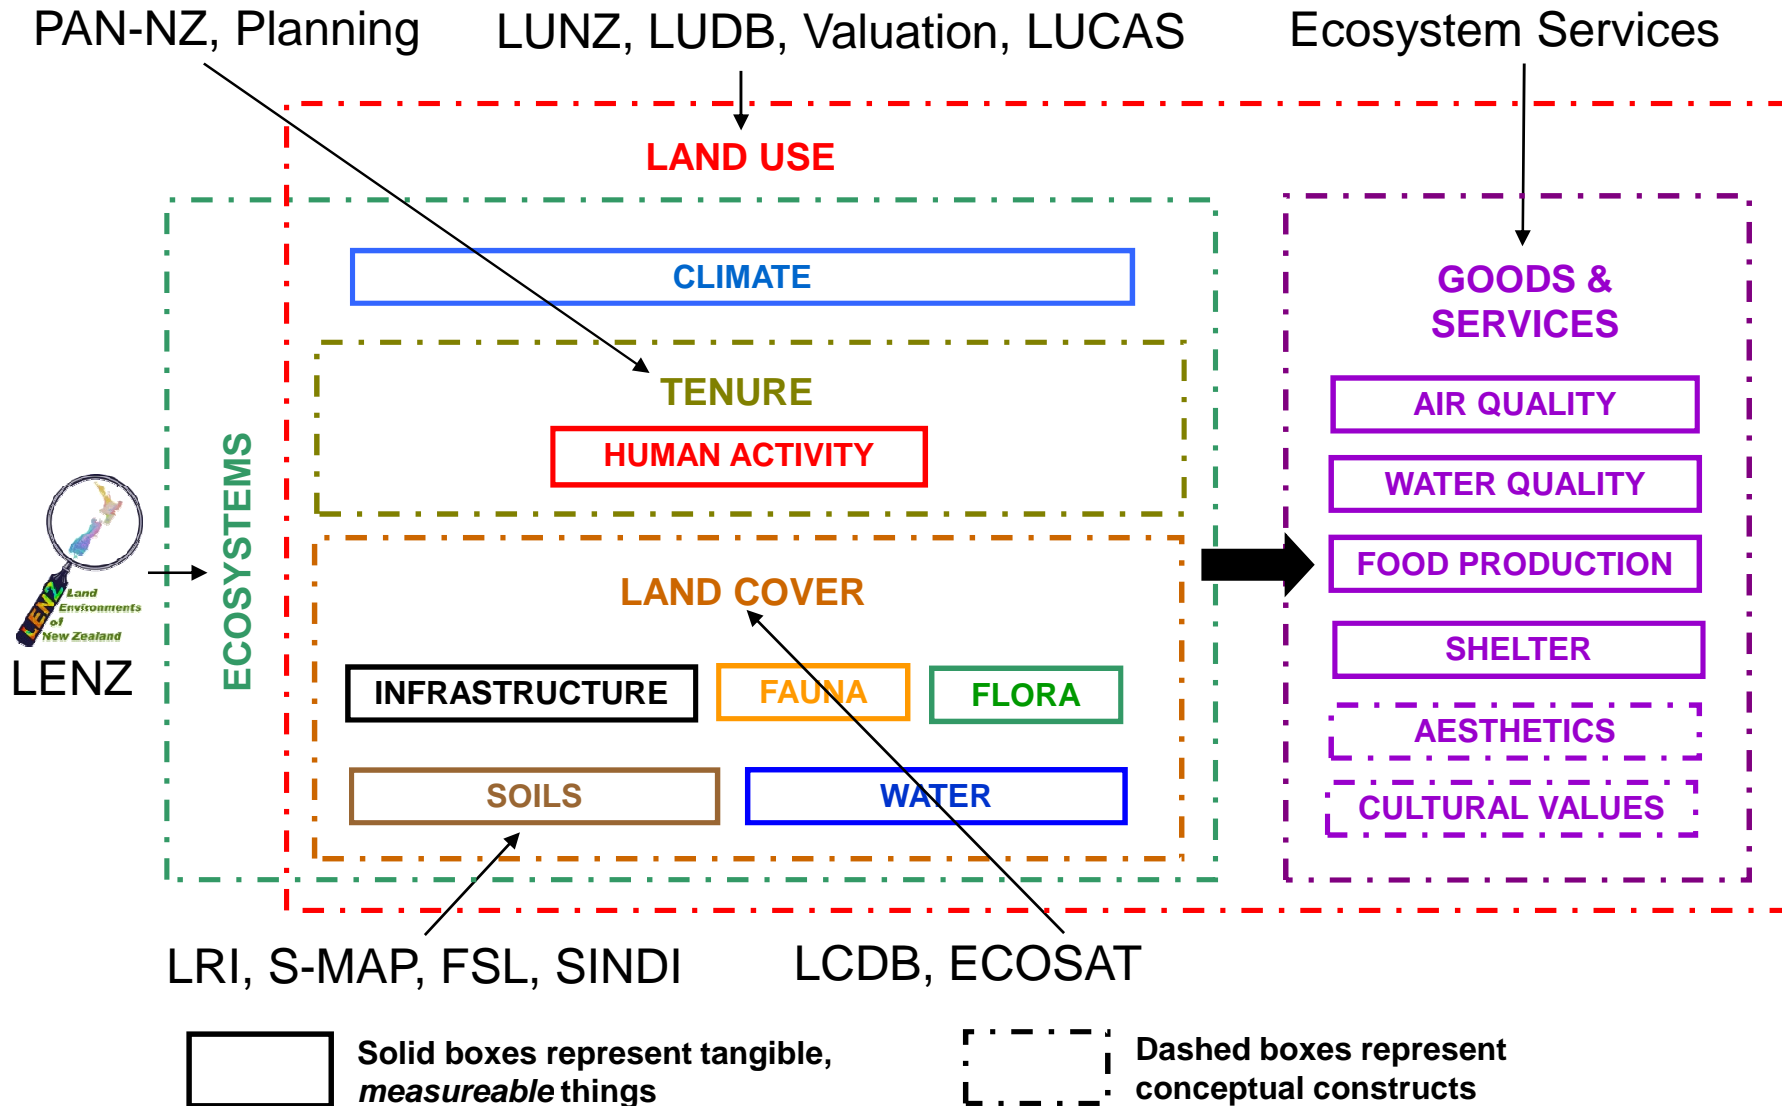 PAN-NZ, Planning
LUNZ, LUDB, Valuation, LUCAS
Ecosystem Services
LAND USE
CLIMATE
TENURE
HUMAN ACTIVITY
ECOSYSTEMS
LAND COVER
INFRASTRUCTURE
FAUNA
FLORA
SOILS
WATER
GOODS &
SERVICES
AIR QUALITY
WATER QUALITY
FOOD PRODUCTION
SHELTER
AESTHETICS
CULTURAL VALUES
LENZ
Land
Environments
of
New Zealand
LENZ
LRI, S-MAP, FSL, SINDI
LCDB, ECOSAT
Solid boxes represent tangible,
measureable things
Dashed boxes represent
conceptual constructs